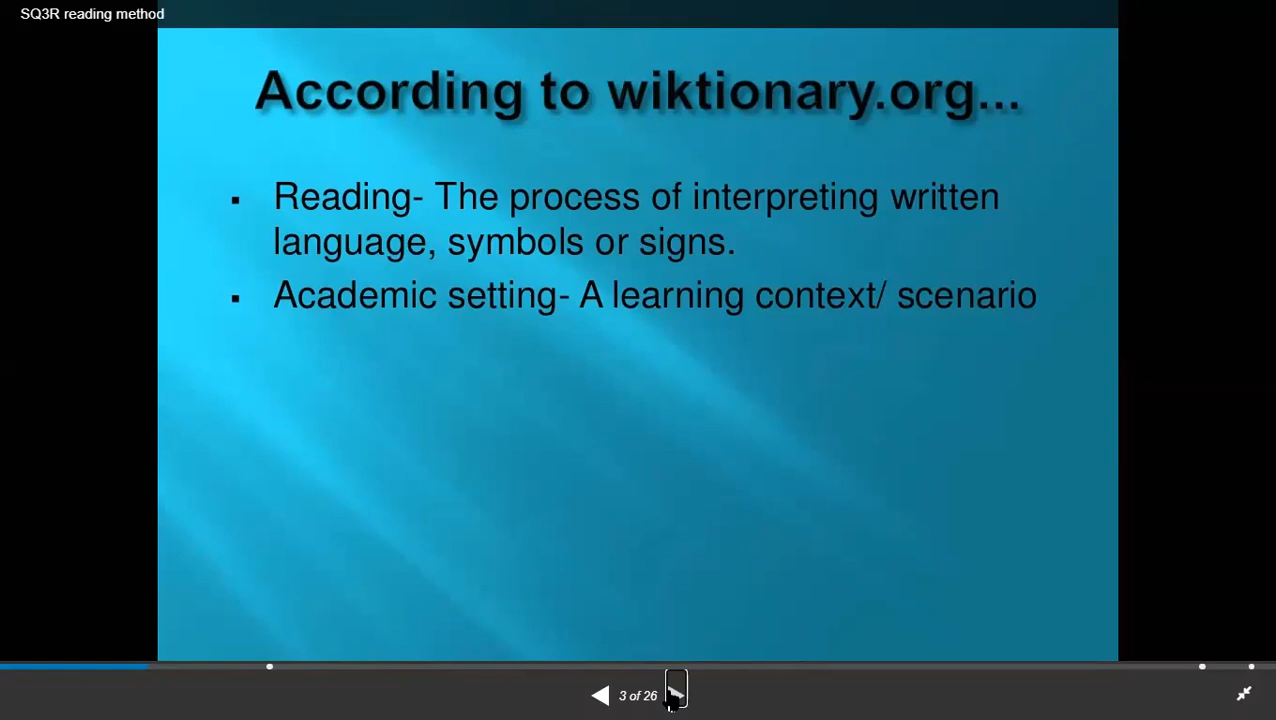 SQ3R reading method
According to wiktionary.org...
▪ Reading- The process of interpreting written
language, symbols or signs.
▪ Academic setting- A learning context/ scenario
3 of 26